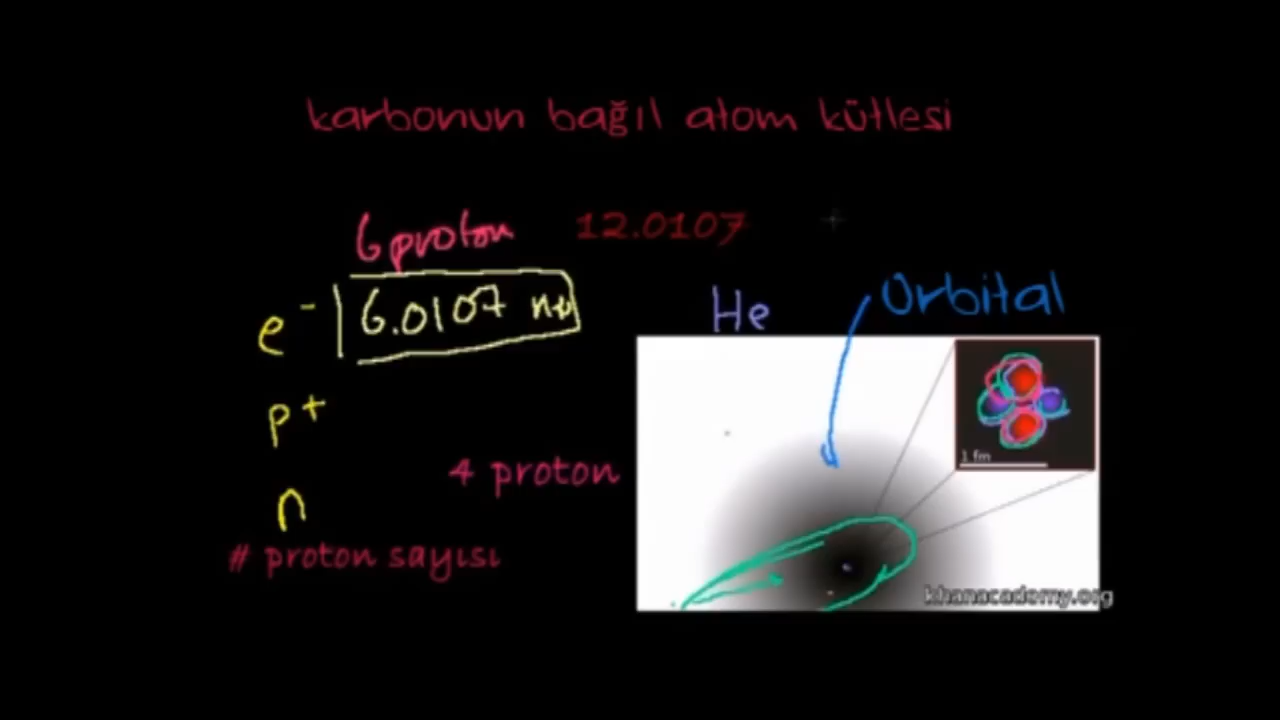 karbonun bağıl atom kütlesi
6 proton 12.0107
e- 6.0107 nö
He Orbital
p+
1 fm
4 proton
n
# proton sayısı
khanacademy.org